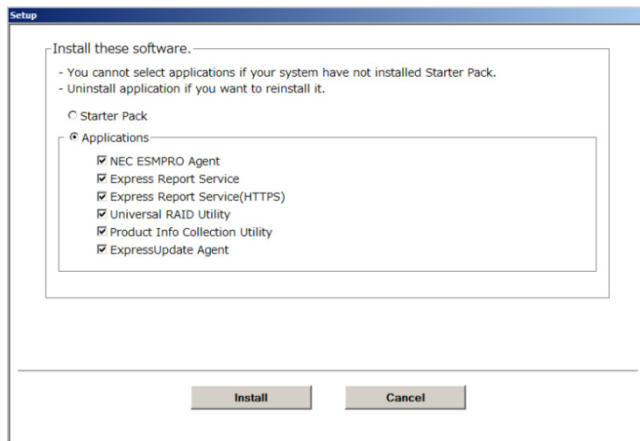 Setup
Install these software.
- You cannot select applications if your system have not installed Starter Pack.
- Uninstall application if you want to reinstall it.
Starter Pack
Applications
NEC ESMPRO Agent
Express Report Service
Express Report Service(HTTPS)
Universal RAID Utility
Product Info Collection Utility
ExpressUpdate Agent
Install Cancel